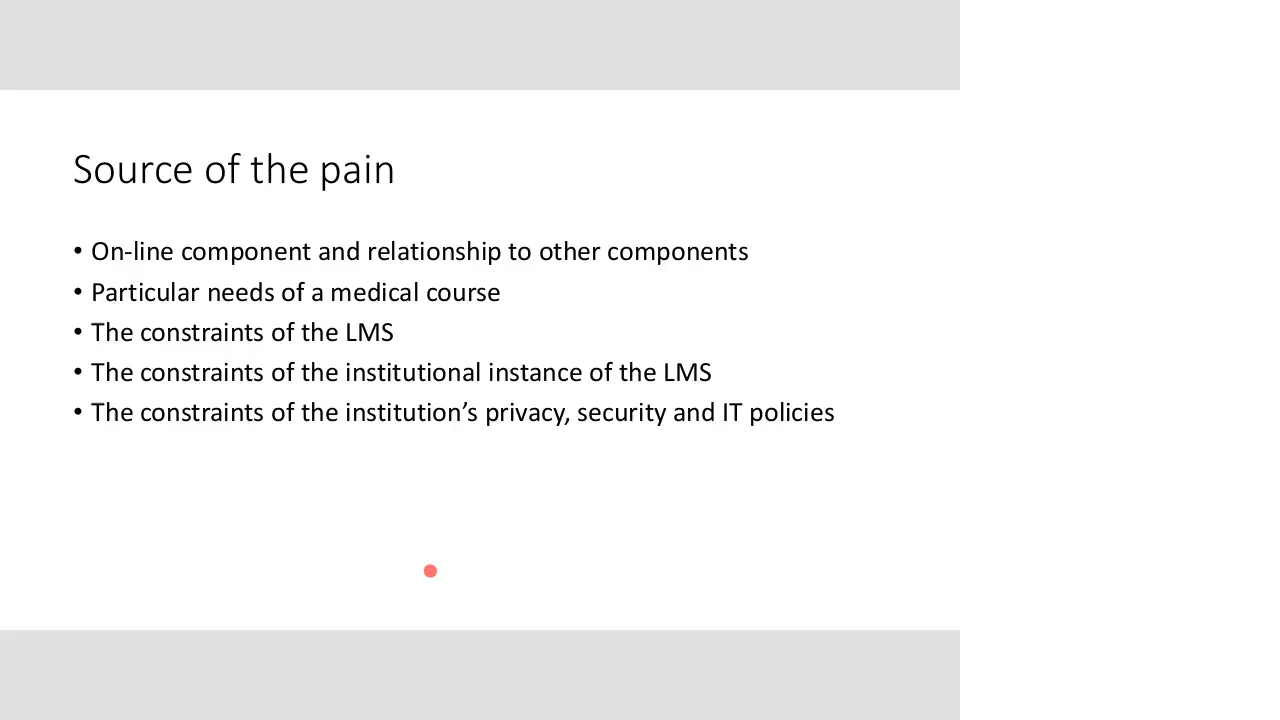 Source of the pain
• On-line component and relationship to other components
• Particular needs of a medical course
• The constraints of the LMS
• The constraints of the institutional instance of the LMS
• The constraints of the institution’s privacy, security and IT policies